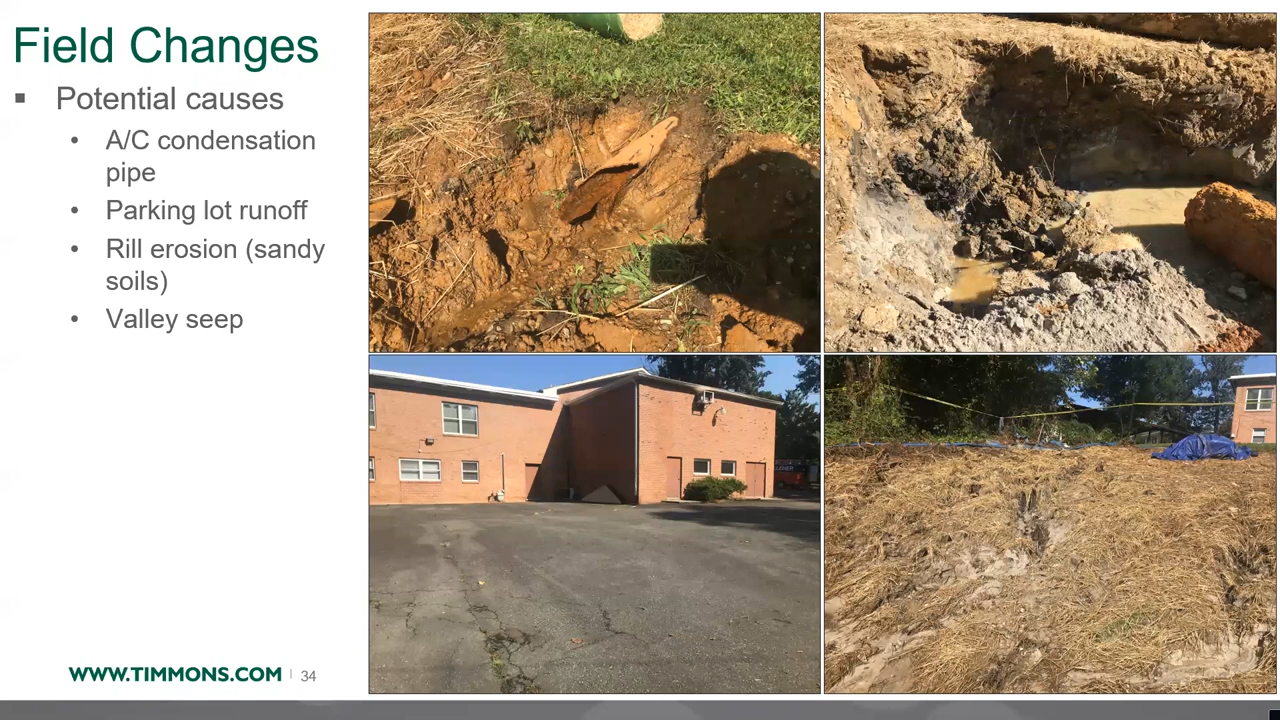 Field Changes
▪ Potential causes
• A/C condensation
pipe
• Parking lot runoff
• Rill erosion (sandy
soils)
• Valley seep
WWW.TIMMONS.COM | 34